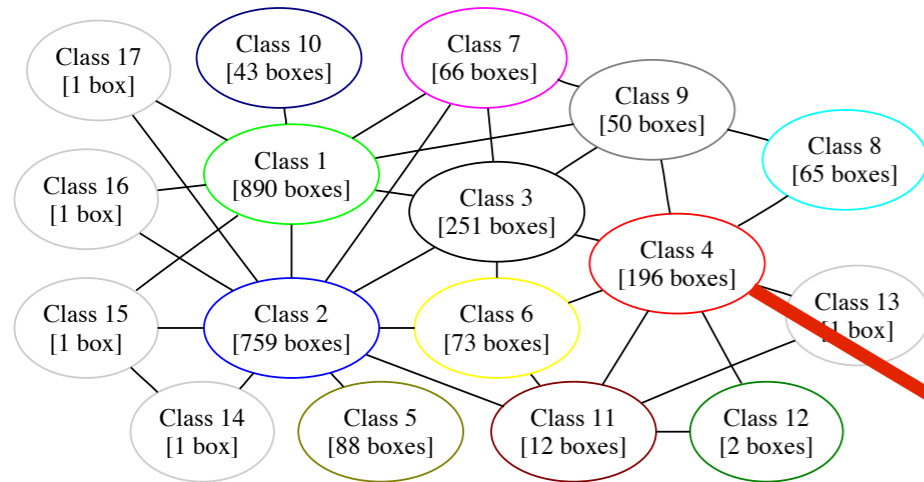 Class 17
[1 box]
Class 10
[43 boxes]
Class 7
[66 boxes]
Class 9
[50 boxes]
Class 8
[65 boxes]
Class 1
[890 boxes]
Class 16
[1 box]
Class 3
[251 boxes]
Class 4
[196 boxes]
Class 15
[1 box]
Class 2
[759 boxes]
Class 6
[73 boxes]
Class 13
[1 box]
Class 14
[1 box]
Class 5
[88 boxes]
Class 11
[12 boxes]
Class 12
[2 boxes]